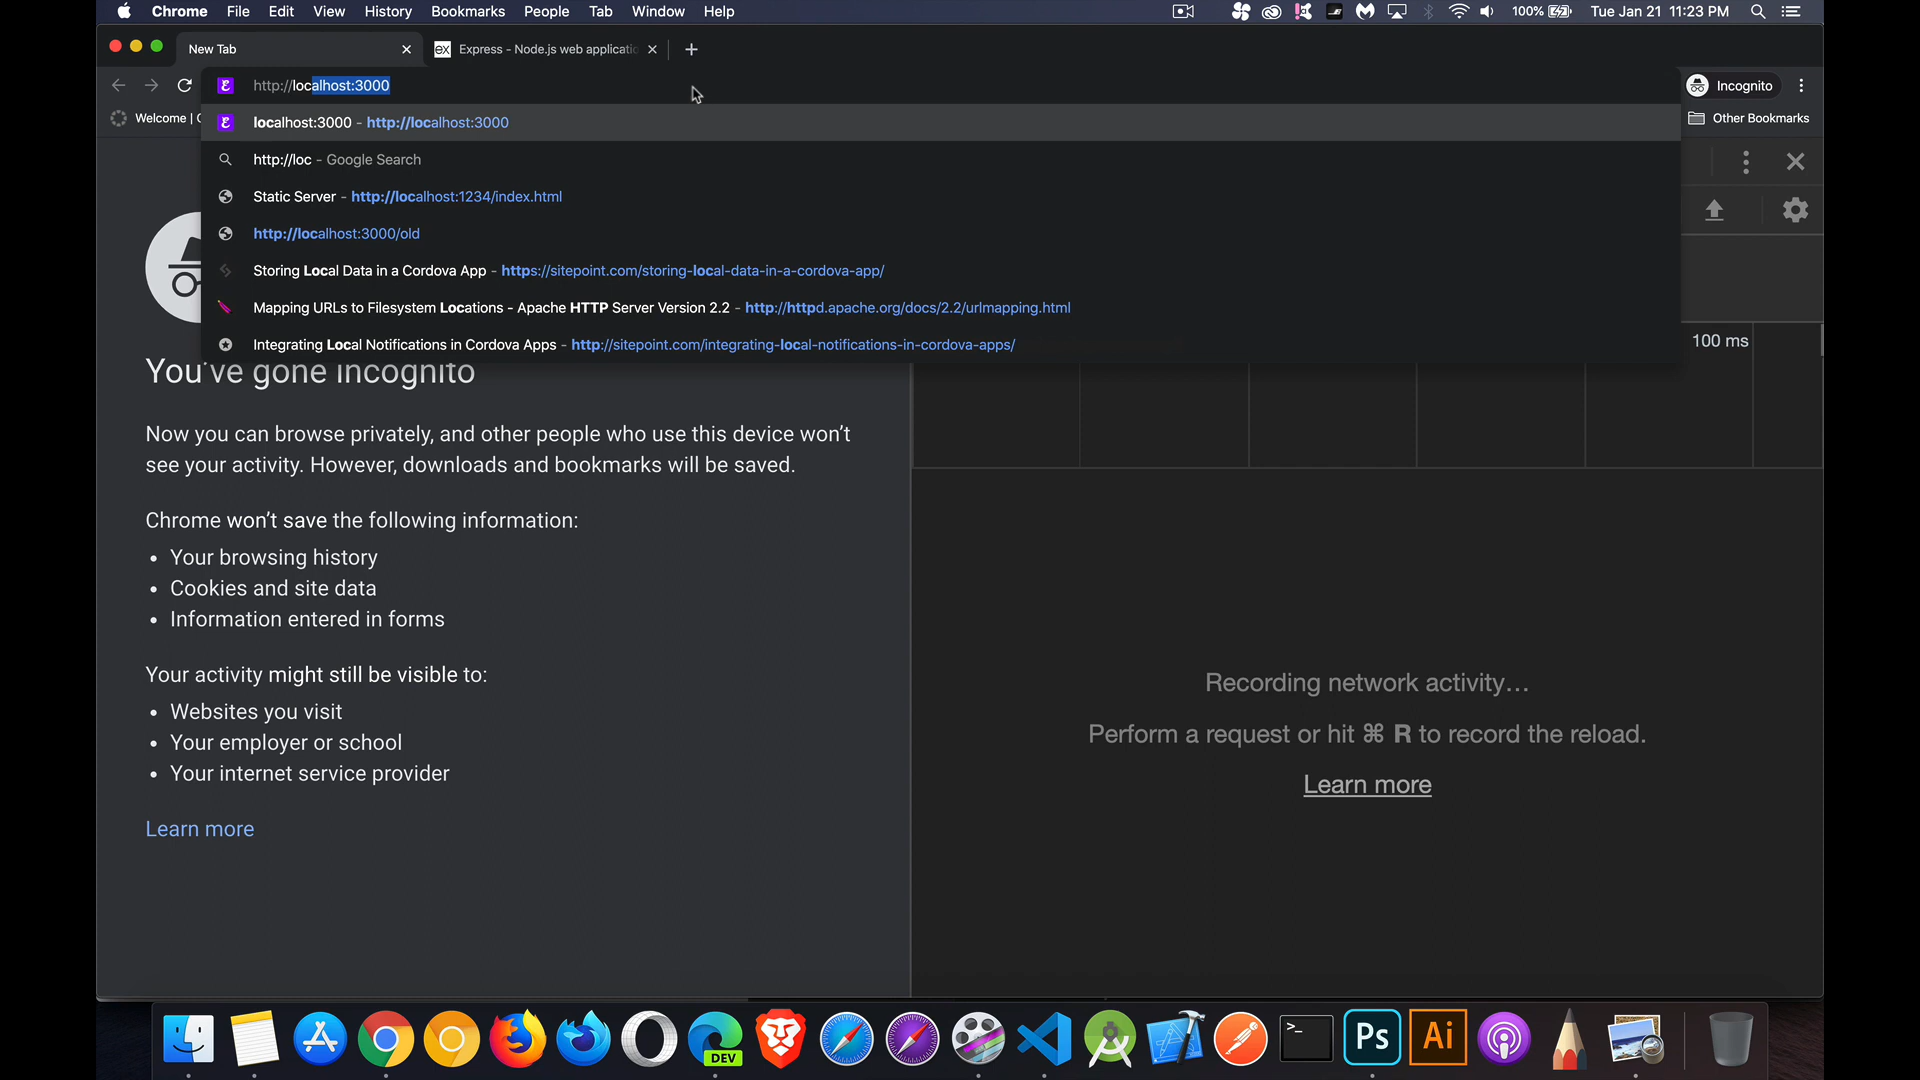 Chrome File Edit View History Bookmarks People Tab Window Help 100% Tue Jan 21 11:23 PM
New Tab
EX Express - Node.js web applicatio
http://localhost:3000
Incognito
Welcome | C
Other Bookmarks
localhost:3000 - http://localhost:3000
http://loc - Google Search
Static Server - http://localhost:1234/index.html
http://localhost:3000/old
Storing Local Data in a Cordova App - https://sitepoint.com/storing-local-data-in-a-cordova-app/
Mapping URLs to Filesystem Locations - Apache HTTP Server Version 2.2 - http://httpd.apache.org/docs/2.2/urlmapping.html
Integrating Local Notifications in Cordova Apps - http://sitepoint.com/integrating-local-notifications-in-cordova-apps/
100 ms
You've gone incognito
Now you can browse privately, and other people who use this device won't
see your activity. However, downloads and bookmarks will be saved.
Chrome won't save the following information:
• Your browsing history
• Cookies and site data
• Information entered in forms
Your activity might still be visible to:
• Websites you visit
• Your employer or school
• Your internet service provider
Learn more
Recording network activity…
Perform a request or hit ⌘ R to record the reload.
Learn more
DEV
>_
Ps
Ai